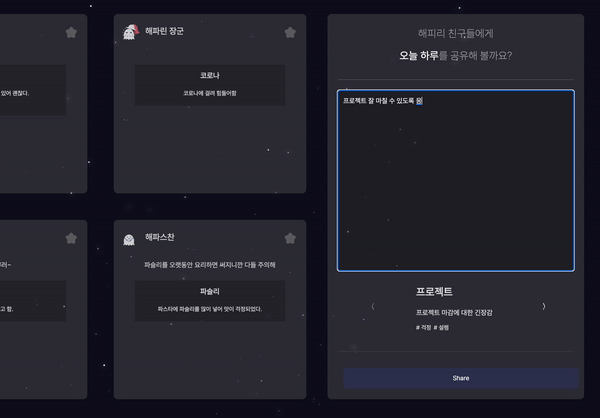 있어 괜찮다.
해파린 장군
코로나
코로나에 걸려 힘들어함
고 함.
해파스찬
파슬리를 오랫동안 요리하면 써지니깐 다들 주의해
파슬리
파스타에 파슬리를 많이 넣어 맛이 걱정되었다.
해피리 친구들에게
오늘 하루를 공유해 볼까요?
프로젝트 잘 마칠 수 있도록
프로젝트
프로젝트 마감에 대한 긴장감
# 걱정 # 설렘
Share